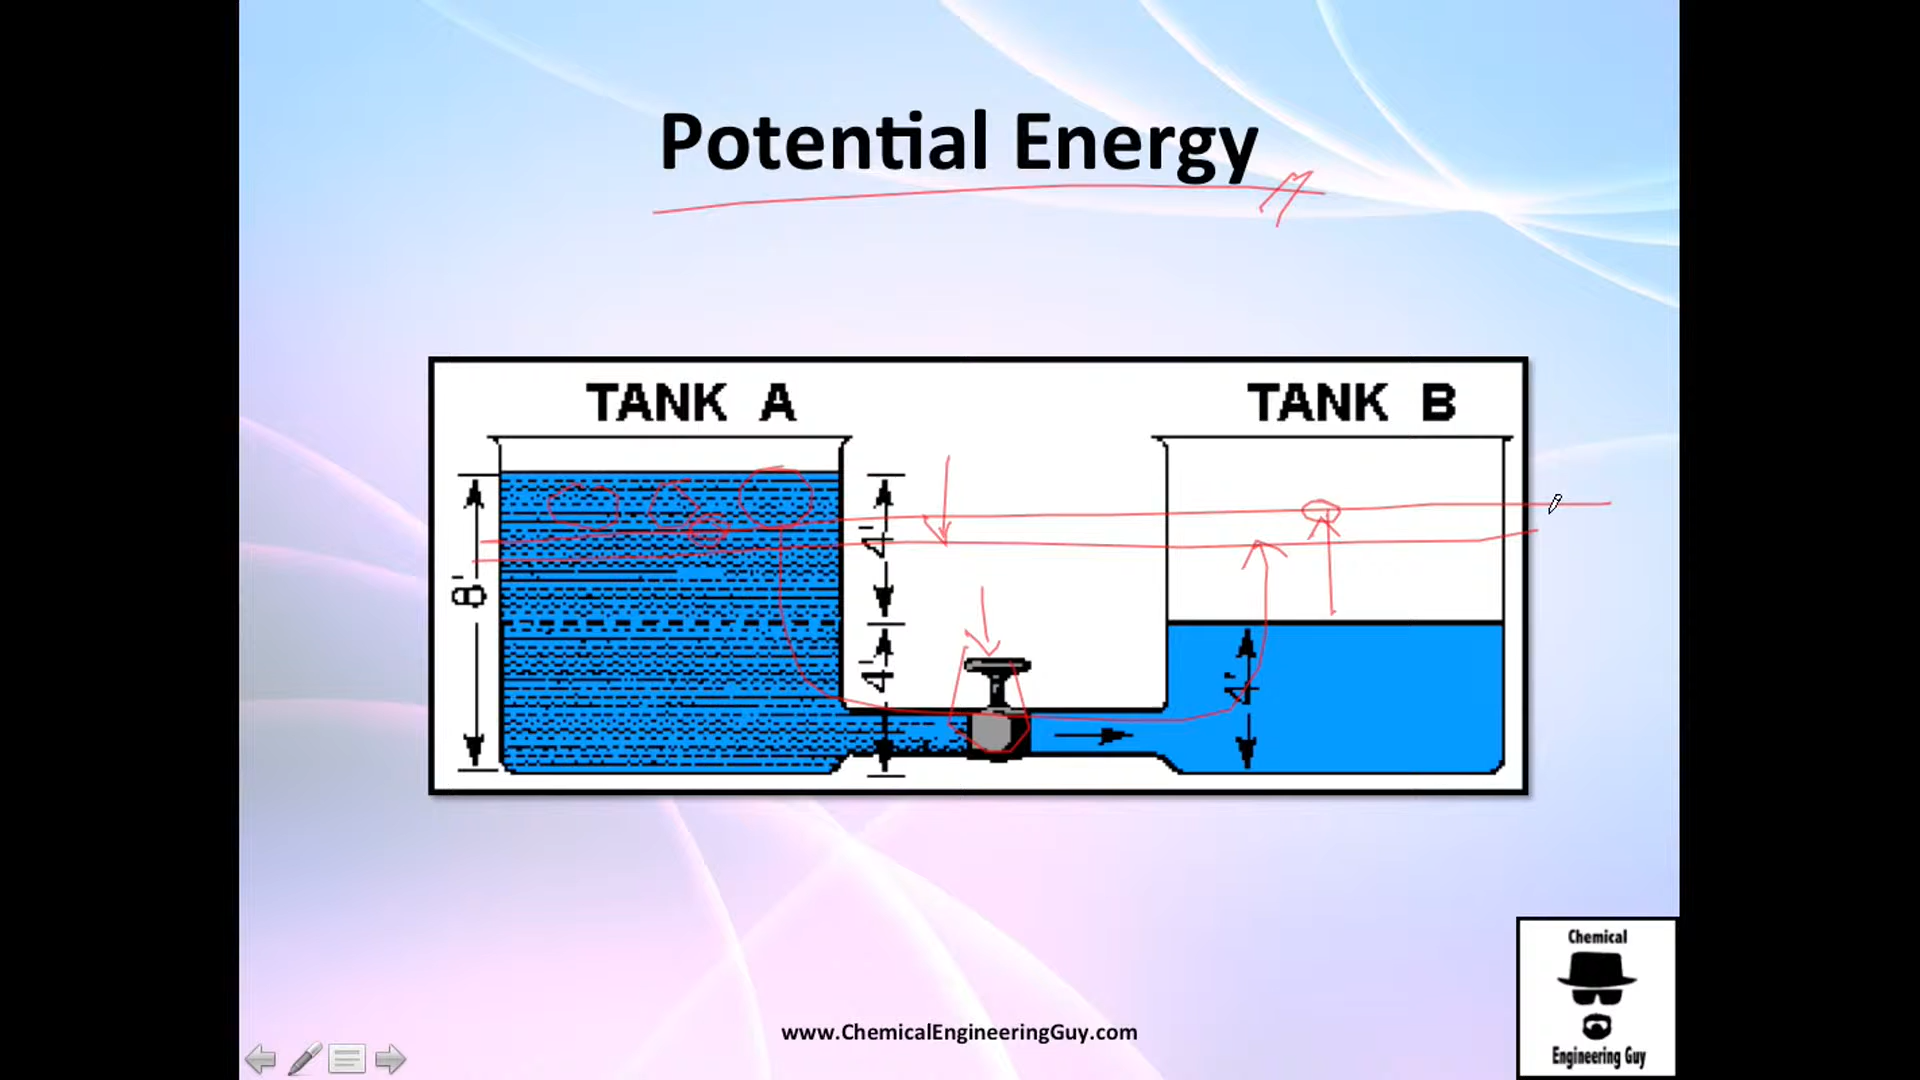 Potential Energy
TANK A
TANK B
8'
4'
4'
4'
www.ChemicalEngineeringGuy.com
Chemical
Engineering Guy